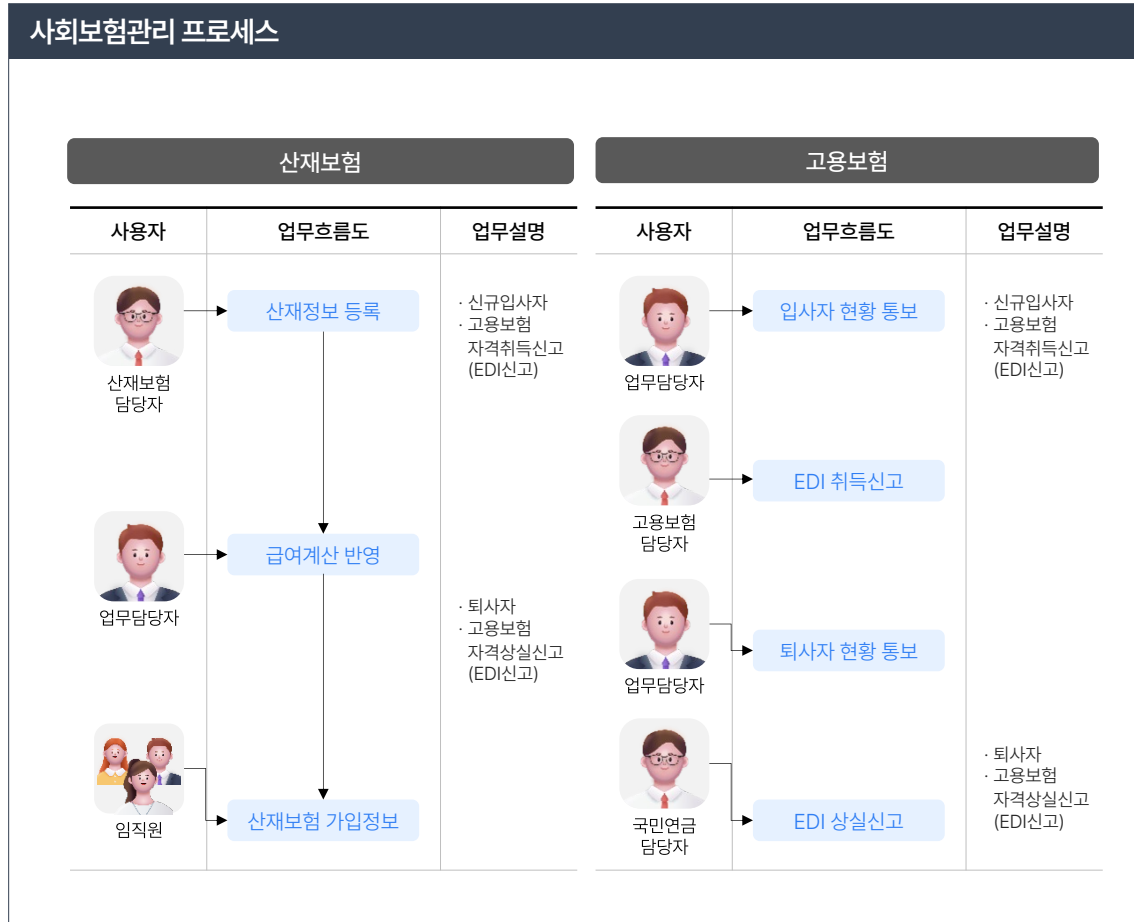 사회보험관리 프로세스
산재보험
사용자
업무흐름도
업무설명
산재보험
담당자
산재정보 등록
· 신규입사자
· 고용보험
자격취득신고
(EDI신고)
업무담당자
급여계산 반영
· 퇴사자
· 고용보험
자격상실신고
(EDI신고)
임직원
산재보험 가입정보
고용보험
사용자
업무흐름도
업무설명
업무담당자
입사자 현황 통보
· 신규입사자
· 고용보험
자격취득신고
(EDI신고)
고용보험
담당자
EDI 취득신고
업무담당자
퇴사자 현황 통보
국민연금
담당자
EDI 상실신고
· 퇴사자
· 고용보험
자격상실신고
(EDI신고)